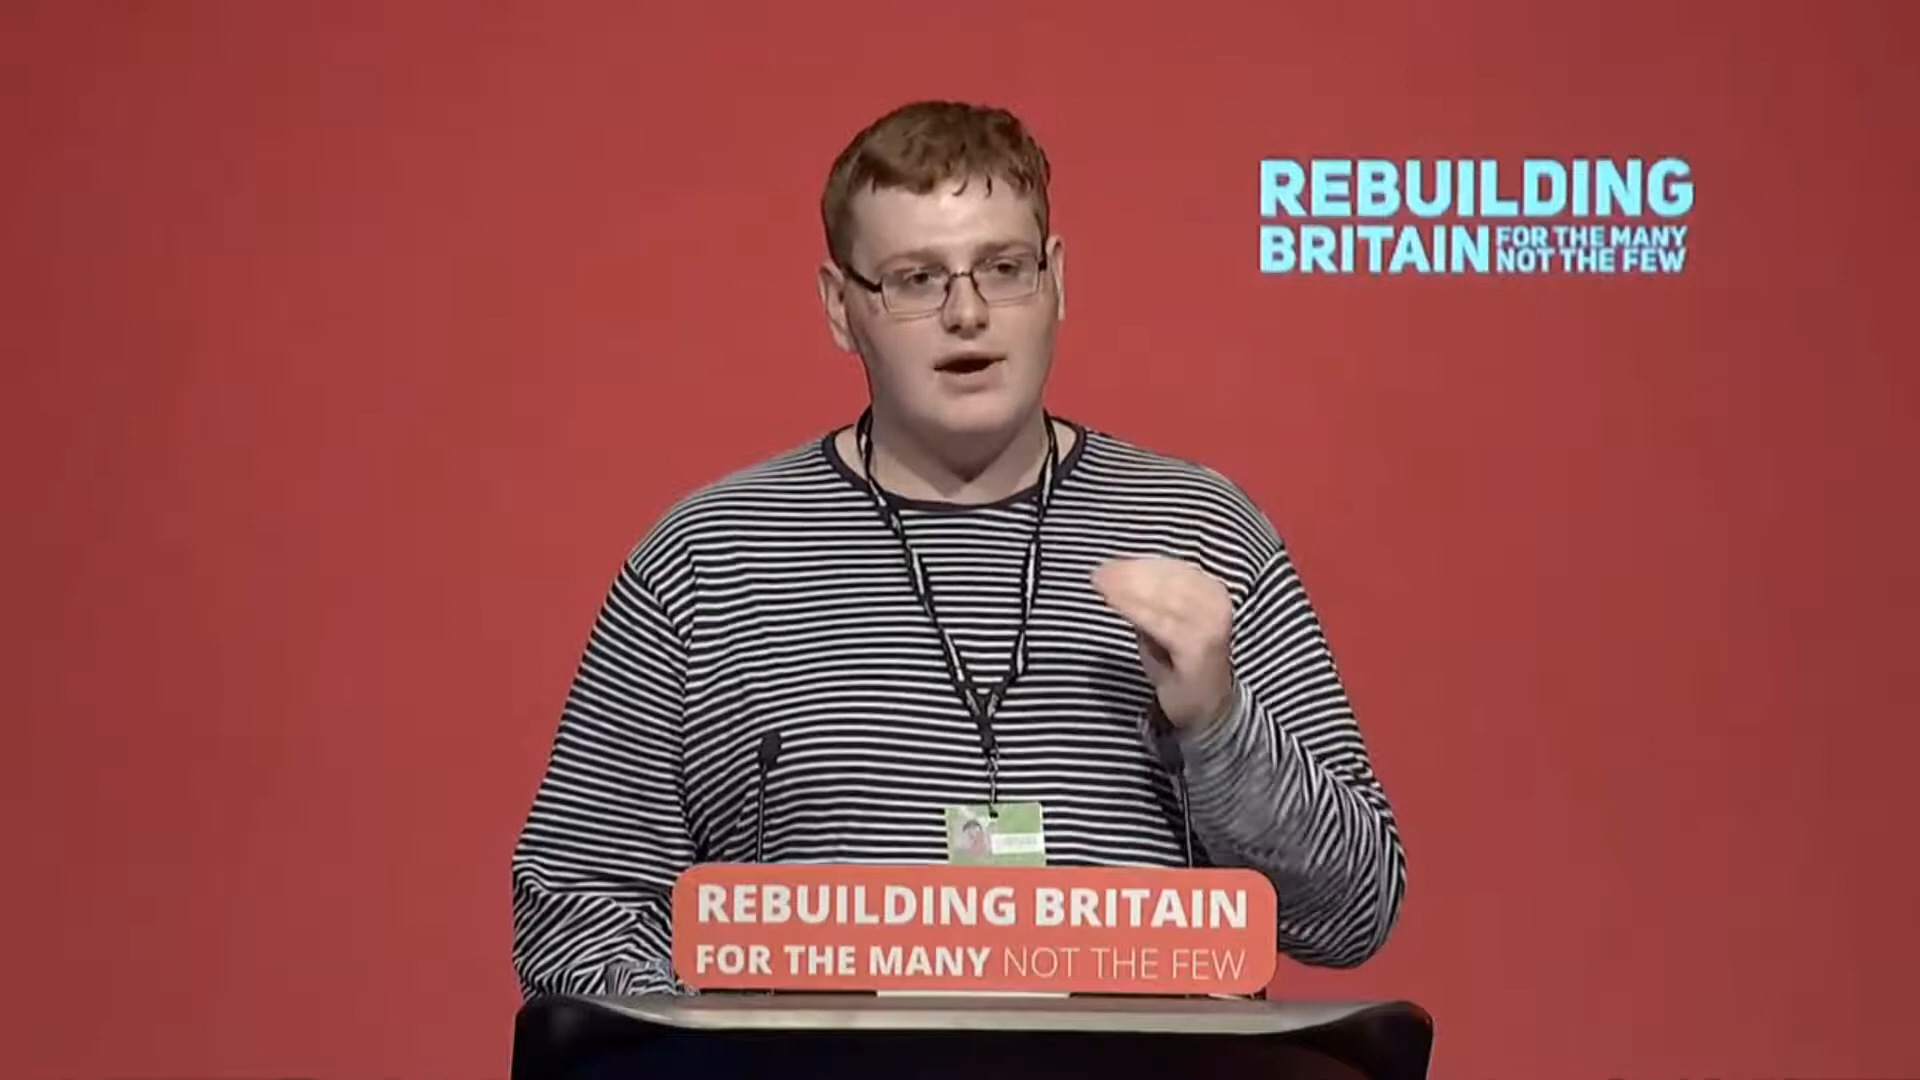 REBUILDING
BRITAIN FOR THE MANY
NOT THE FEW
REBUILDING BRITAIN
FOR THE MANY NOT THE FEW